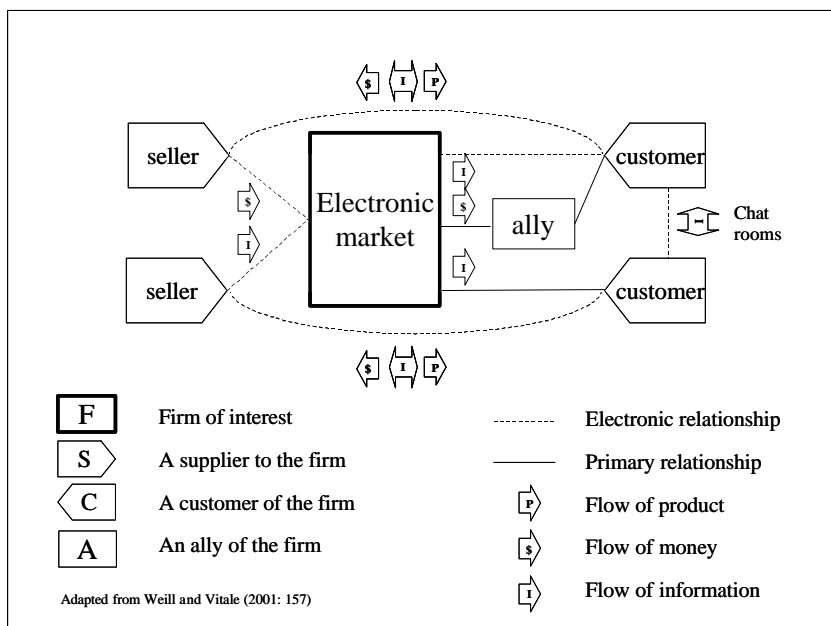 $ I P
seller
customer
I
$
$
Electronic
market
ally
I
Chat
rooms
I
I
seller
customer
$ I P
F Firm of interest
Electronic relationship
S A supplier to the firm
Primary relationship
C A customer of the firm
P Flow of product
A An ally of the firm
$ Flow of money
I Flow of information
Adapted from Weill and Vitale (2001: 157)